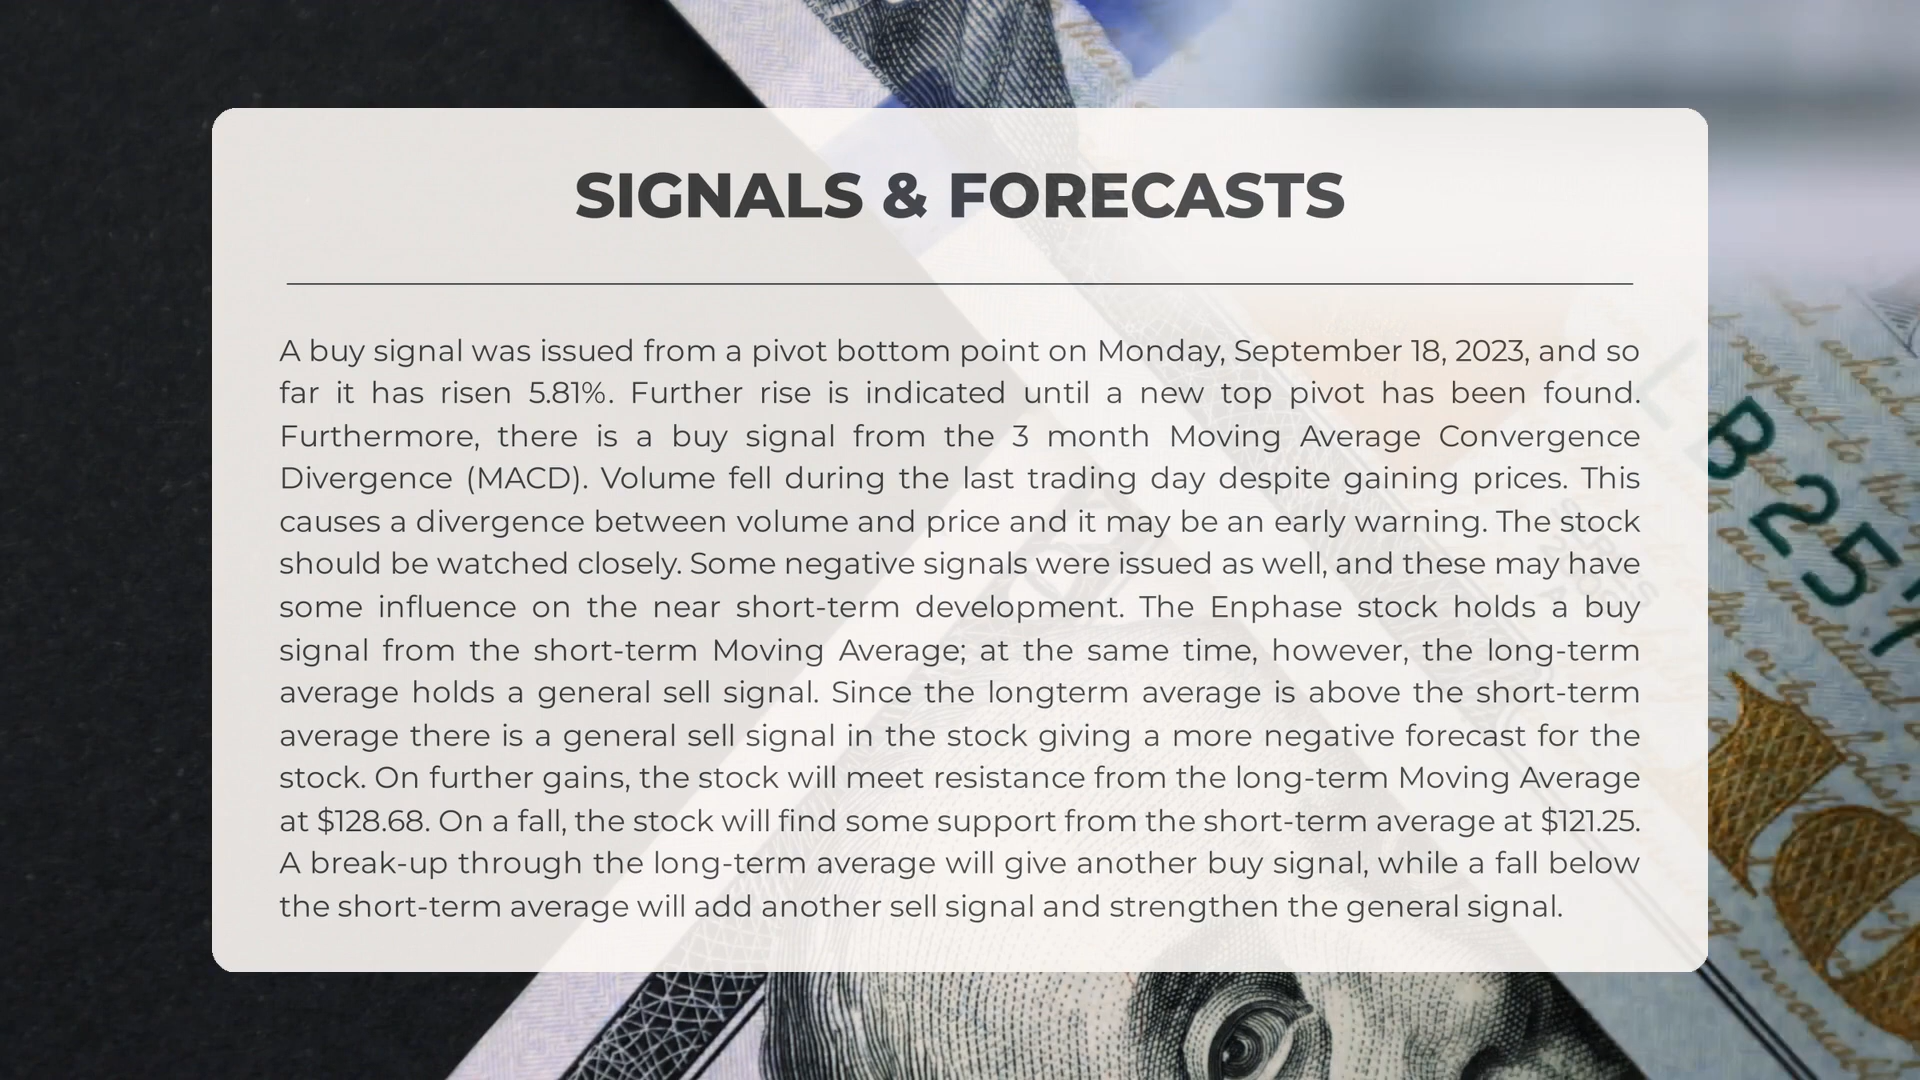 SIGNALS & FORECASTS
A buy signal was issued from a pivot bottom point on Monday, September 18, 2023, and so
far it has risen 5.81%. Further rise is indicated until a new top pivot has been found.
Furthermore, there is a buy signal from the 3 month Moving Average Convergence
Divergence (MACD). Volume fell during the last trading day despite gaining prices. This
causes a divergence between volume and price and it may be an early warning. The stock
should be watched closely. Some negative signals were issued as well, and these may have
some influence on the near short-term development. The Enphase stock holds a buy
signal from the short-term Moving Average; at the same time, however, the long-term
average holds a general sell signal. Since the longterm average is above the short-term
average there is a general sell signal in the stock giving a more negative forecast for the
stock. On further gains, the stock will meet resistance from the long-term Moving Average
at $128.68. On a fall, the stock will find some support from the short-term average at $121.25.
A break-up through the long-term average will give another buy signal, while a fall below
the short-term average will add another sell signal and strengthen the general signal.
LB257